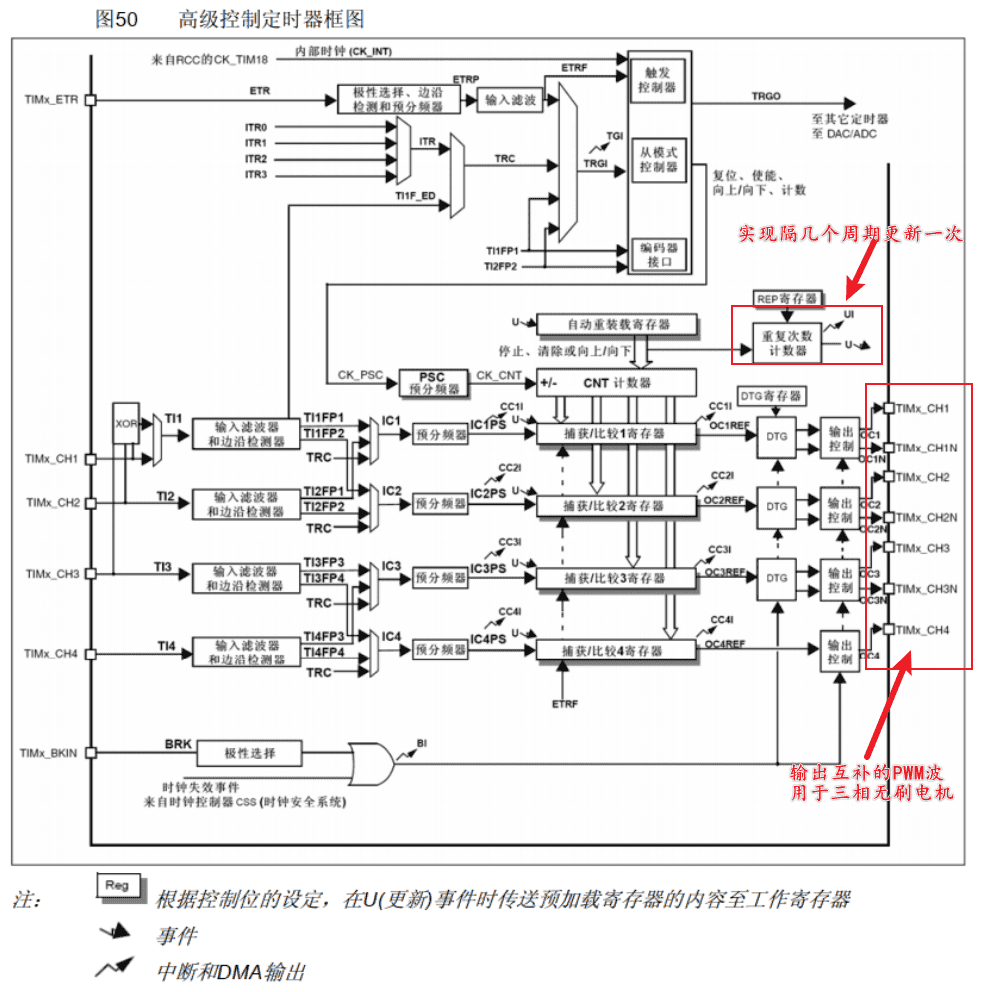 图50 高级控制定时器框图
内部时钟 (CK_INT)
来自RCC的CK_TIM18
ETRF
触发
控制器
TIMx_ETR
ETR
极性选择、边沿
检测和预分频器
ETRP
输入滤波
TRGO
至其它定时器
至 DAC/ADC
ITR0
ITR1
ITR2
ITR3
ITR
TRC
TGI
TRGI
从模式
控制器
复位、使能、
向上/向下、计数
TI1F_ED
实现隔几个周期更新一次
TI1FP1
TI2FP2
编码器
接口
REP寄存器
UI
重复次数
计数器
U
U
自动重装载寄存器
停止、清除或向上/向下
CK_PSC
PSC
预分频器
CK_CNT
+/-
CNT 计数器
DTG寄存器
XOR
TI1
输入滤波器
和边沿检测器
TI1FP1
TI1FP2
TRC
IC1
预分频器
IC1PS
CC1I
U
捕获/比较1寄存器
CC1I
OC1REF
DTG
输出
控制
OC1
OC1N
TIMx_CH1
TIMx_CH1N
TIMx_CH1
TIMx_CH2
TI2
输入滤波器
和边沿检测器
TI2FP1
TI2FP2
TRC
IC2
预分频器
IC2PS
CC2I
U
捕获/比较2寄存器
CC2I
OC2REF
DTG
输出
控制
OC2
OC2N
TIMx_CH2
TIMx_CH2N
TIMx_CH3
TI3
输入滤波器
和边沿检测器
TI3FP3
TI3FP4
TRC
IC3
预分频器
IC3PS
CC3I
U
捕获/比较3寄存器
CC3I
OC3REF
DTG
输出
控制
OC3
OC3N
TIMx_CH3
TIMx_CH3N
TIMx_CH4
TI4
输入滤波器
和边沿检测器
TI4FP3
TI4FP4
TRC
IC4
预分频器
IC4PS
CC4I
U
捕获/比较4寄存器
CC4I
OC4REF
输出
控制
OC4
TIMx_CH4
ETRF
TIMx_BKIN
BRK
极性选择
BI
时钟失效事件
来自时钟控制器 CSS (时钟安全系统)
输出互补的PWM波
用于三相无刷电机
注：
Reg
根据控制位的设定，在U(更新)事件时传送预加载寄存器的内容至工作寄存器
事件
中断和DMA输出